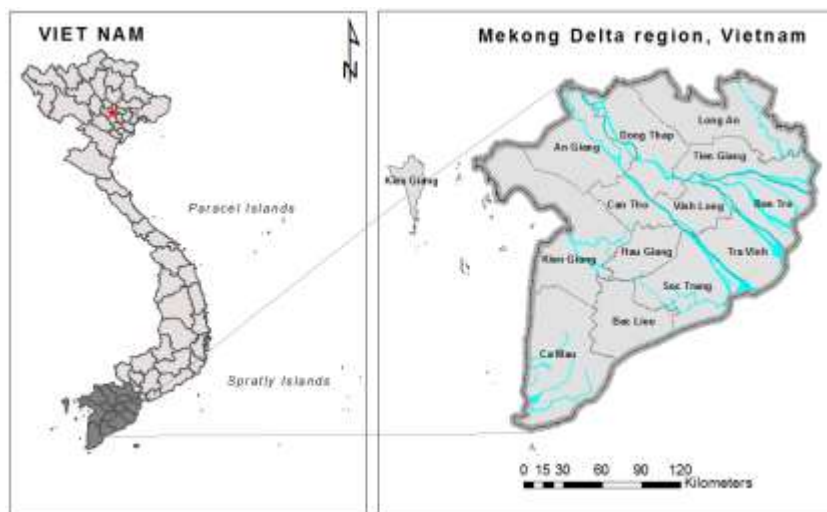 VIET NAM
N
Paracel Islands
Spratly Islands
Mekong Delta region, Vietnam
Long An
Dong Thap
An Giang
Tien Giang
Kien Giang
Can Tho
Vinh Long
Ben Tre
Kien Giang
Hau Giang
Tra Vinh
Soc Trang
Bac Lieu
Ca Mau
0 15 30 60 90 120
Kilometers